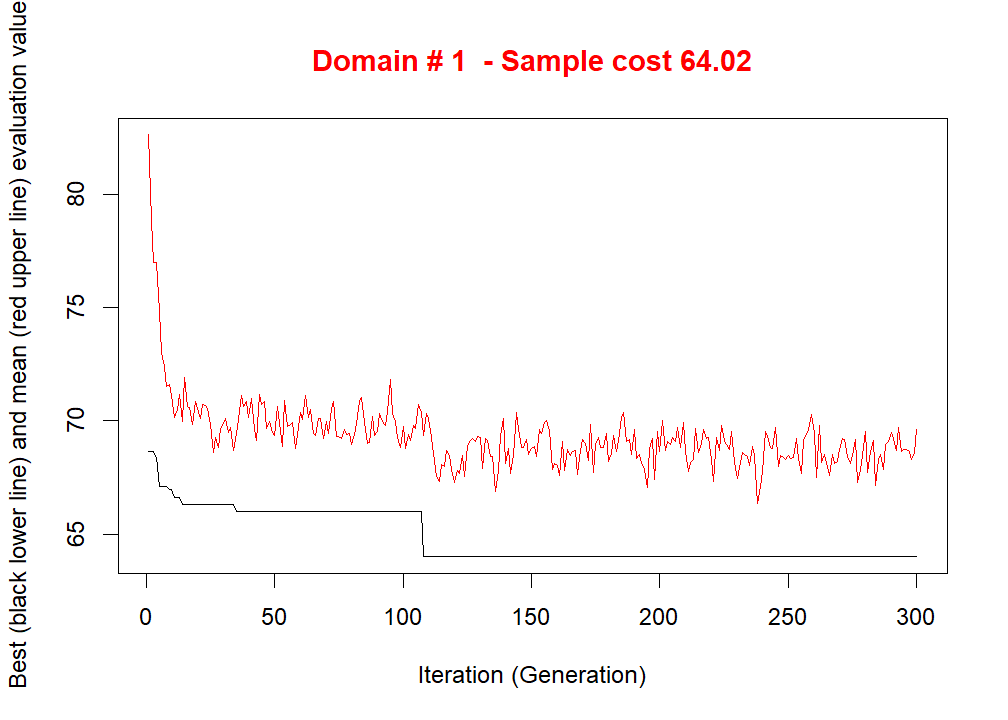 Domain # 1  - Sample cost 64.02
Best (black lower line) and mean (red upper line) evaluation value
80
75
70
65
0 50 100 150 200 250 300
Iteration (Generation)